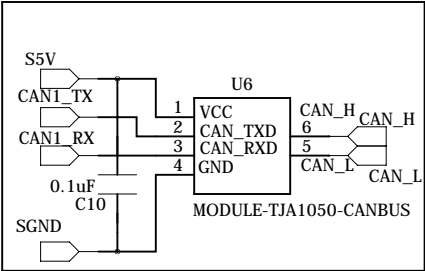 S5V
CAN1_TX
CAN1_RX
0.1uF
C10
SGND
U6
1 VCC
2 CAN_TXD
3 CAN_RXD
4 GND
CAN_H
6
CAN_H
5
CAN_L
CAN_L
MODULE-TJA1050-CANBUS